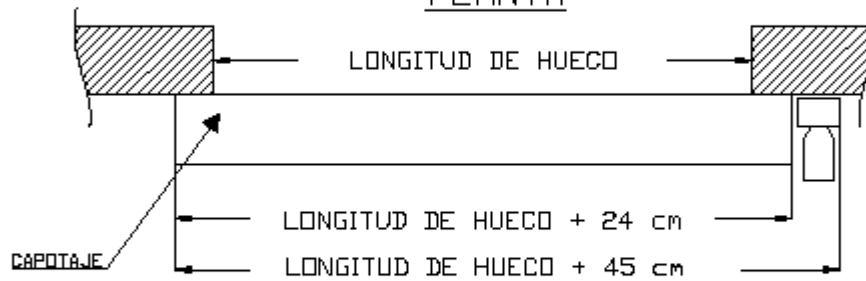 PLANTA
LONGITUD DE HUECO
LONGITUD DE HUECO + 24 cm
CAPOTAJE
LONGITUD DE HUECO + 45 cm